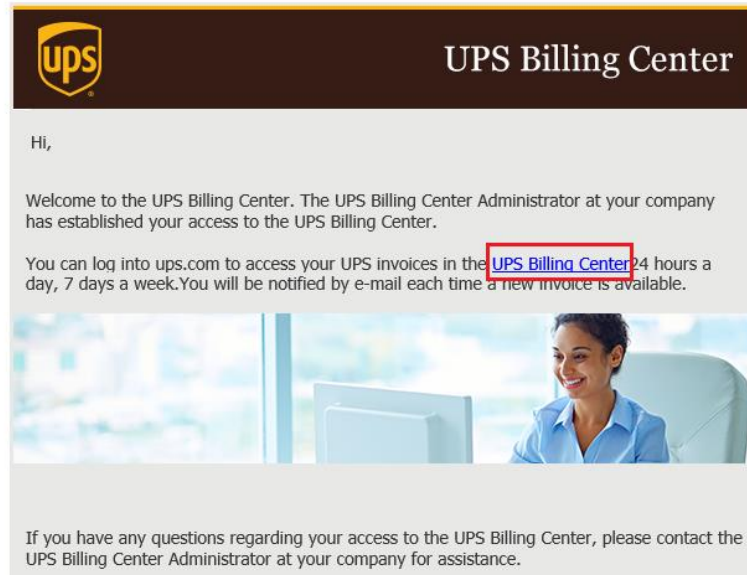 ups
UPS Billing Center
Hi,
Welcome to the UPS Billing Center. The UPS Billing Center Administrator at your company
has established your access to the UPS Billing Center.
You can log into ups.com to access your UPS invoices in the UPS Billing Center 24 hours a
day, 7 days a week.You will be notified by e-mail each time a new invoice is available.
If you have any questions regarding your access to the UPS Billing Center, please contact the
UPS Billing Center Administrator at your company for assistance.